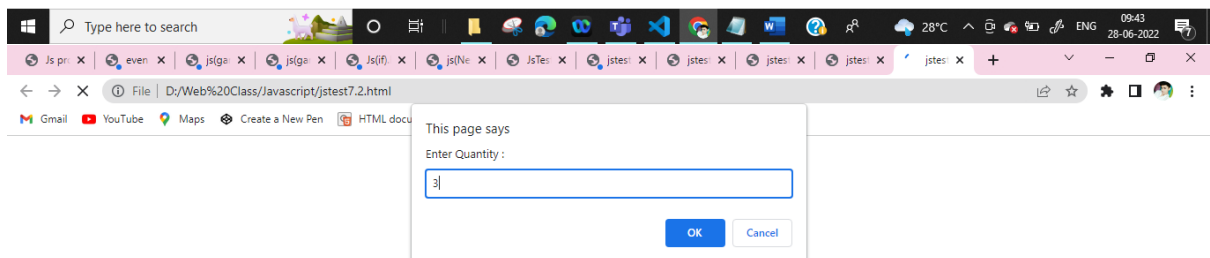 Type here to search
28°C ENG 09:43
28-06-2022
7
Js pr even js(ga js(ga Js(if). js(Ne JsTes jstest jstest jstest jstest jstest
File D:/Web%20Class/Javascript/jstest7.2.html
Gmail YouTube Maps Create a New Pen HTML docu
This page says
Enter Quantity :
3
OK Cancel